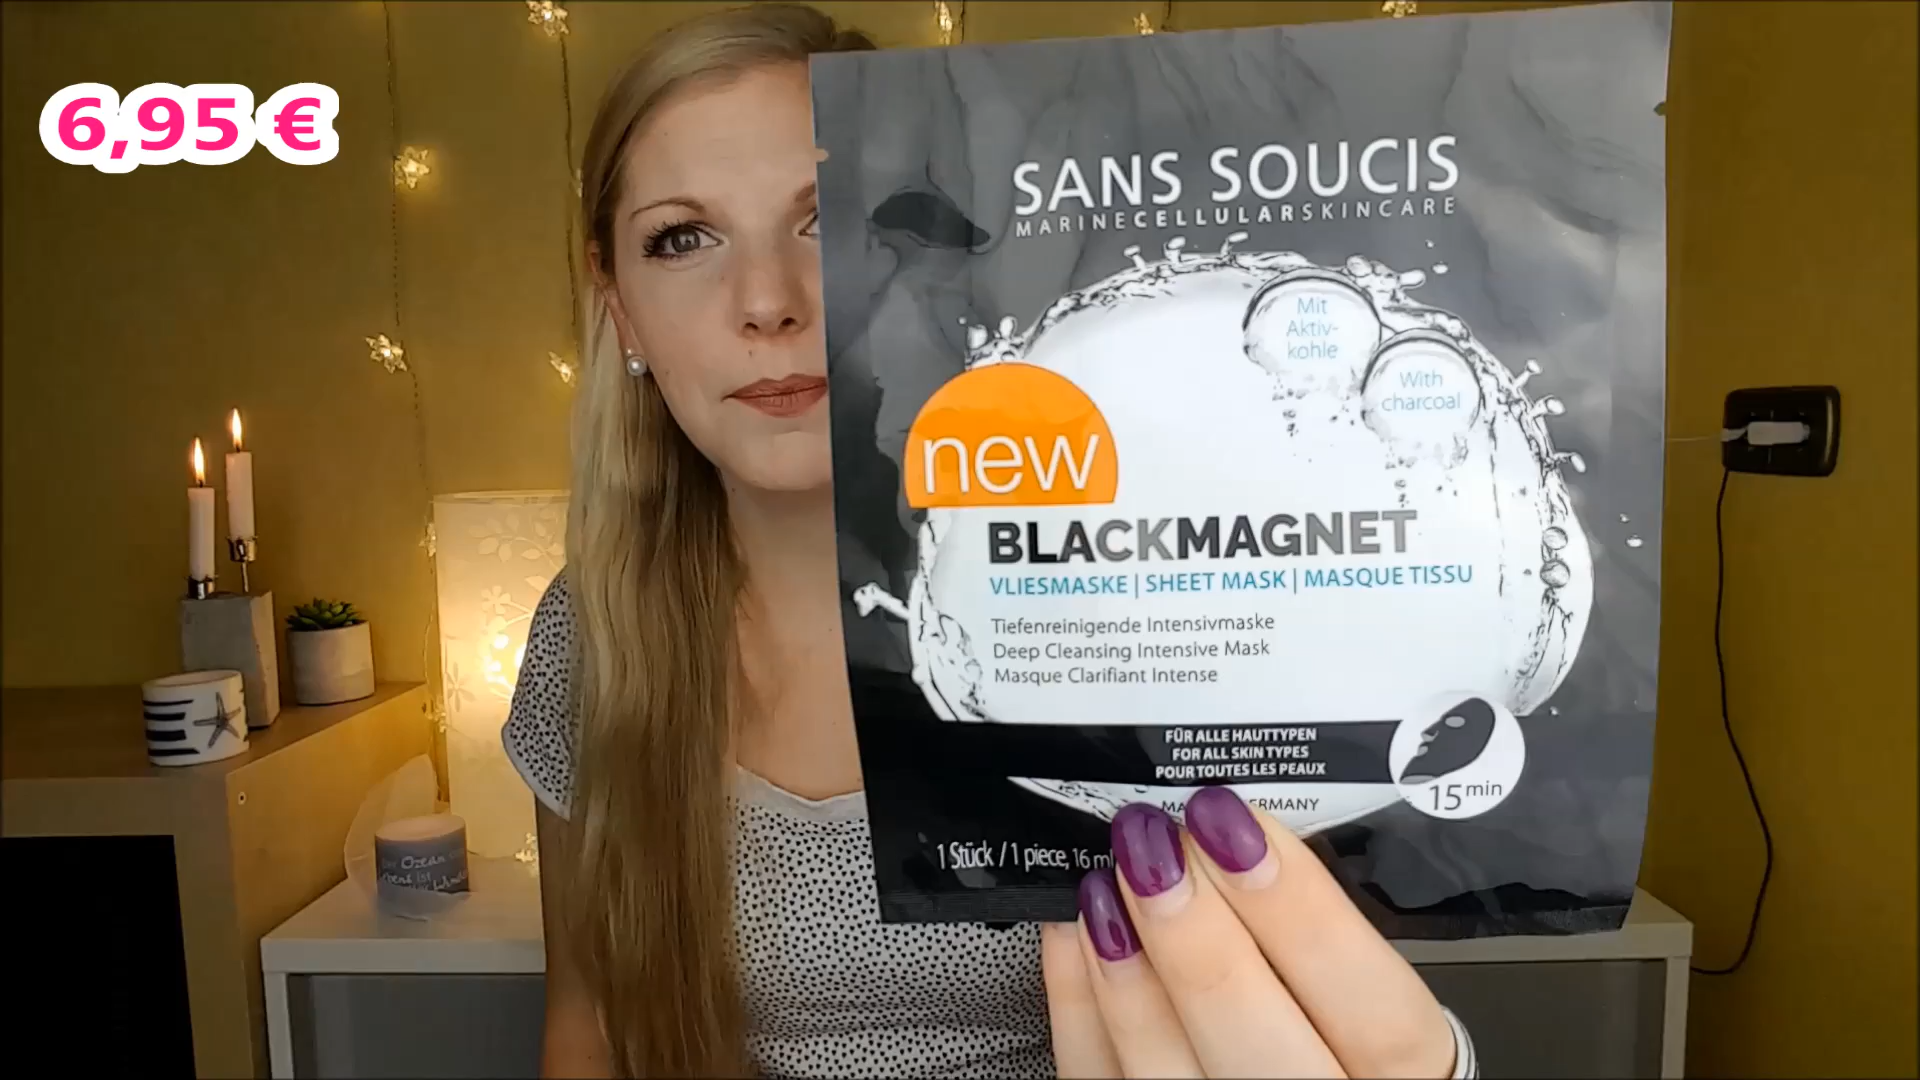 6,95 €
SANS SOUCIS
MARINECELLULARSKINCARE
Mit
Aktiv-
kohle
With
charcoal
new
BLACKMAGNET
VLIESMASKE | SHEET MASK | MASQUE TISSU
Tiefenreinigende Intensivmaske
Deep Cleansing Intensive Mask
Masque Clarifiant Intense
FÜR ALLE HAUTTYPEN
FOR ALL SKIN TYPES
POUR TOUTES LES PEAUX
15 min
1 Stück / 1 piece, 16 ml
Ozean